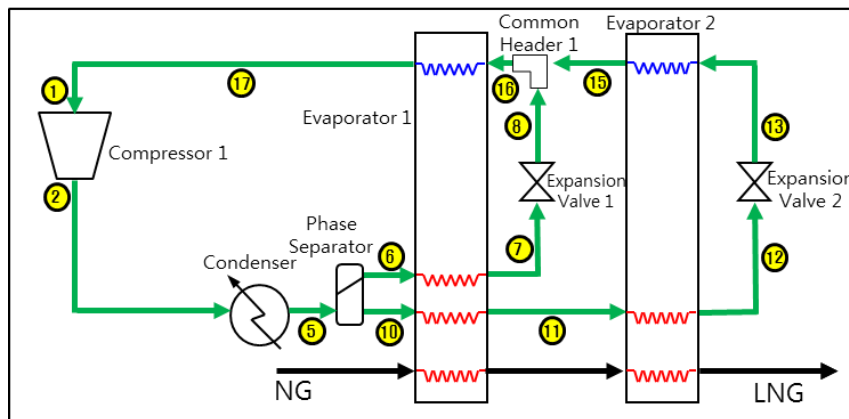 Common
Header 1
Evaporator 2
17
16
15
1
Evaporator 1
8
13
Compressor 1
2
Expansion
Valve 1
Expansion
Valve 2
Phase
Separator
6
7
12
Condenser
5
10
11
NG
LNG